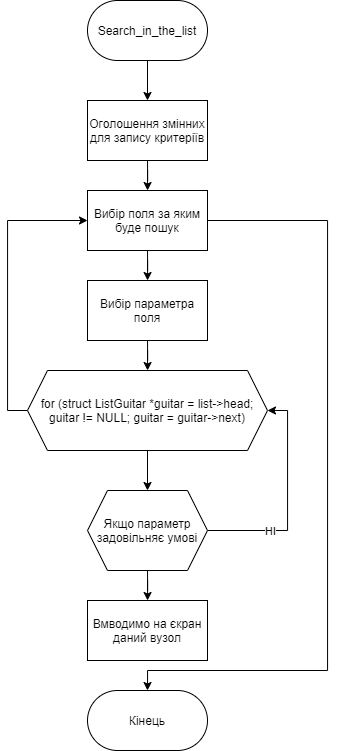 Search_in_the_list
Оголошення змінних
для запису критеріїв
Вибір поля за яким
буде пошук
Вибір параметра
поля
for (struct ListGuitar *guitar = list->head;
guitar != NULL; guitar = guitar->next)
Якщо параметр
задовільняє умові
НІ
Вмводимо на єкран
даний вузол
Кінець